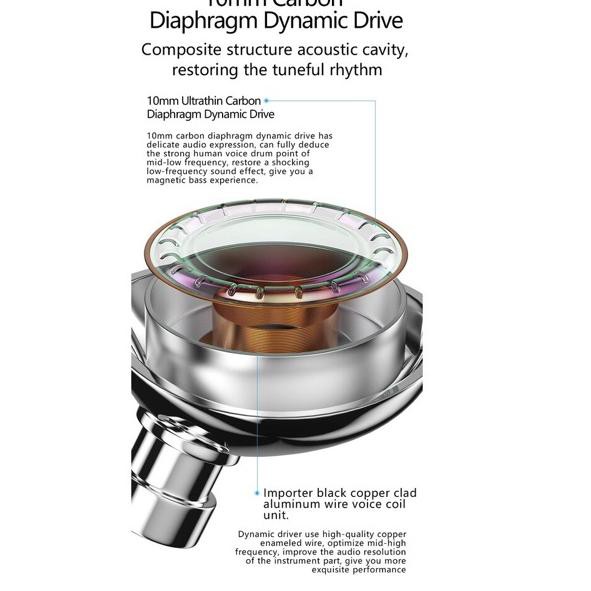 10mm Carbon
Diaphragm Dynamic Drive
Composite structure acoustic cavity,
restoring the tuneful rhythm
10mm Ultrathin Carbon
Diaphragm Dynamic Drive
10mm carbon diaphragm dynamic drive has
delicate audio expression, can fully deduce
the strong human voice drum point of
mid-low frequency, restore a shocking
low-frequency sound effect, give you a
magnetic bass experience.
Importer black copper clad
aluminum wire voice coil
unit.
Dynamic driver use high-quality copper
enameled wire, optimize mid-high
frequency, improve the audio resolution
of the instrument part, give you more
exquisite performance